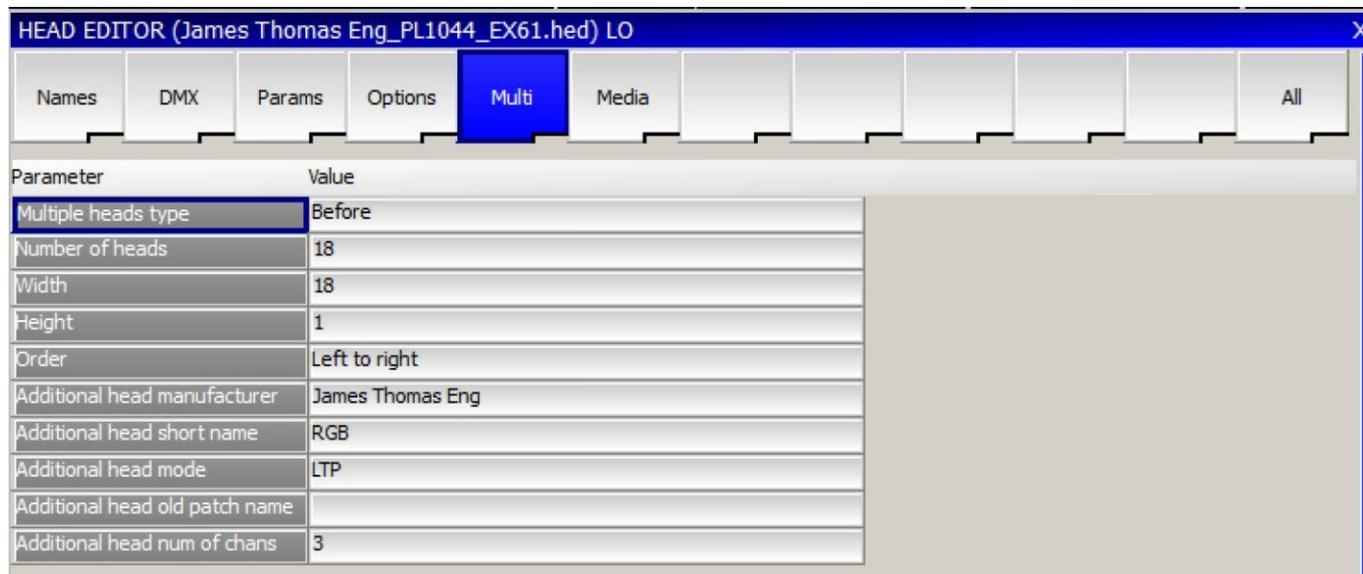 HEAD EDITOR (James Thomas Eng_PL1044_EX61.hed) LO X
Names DMX Params Options Multi Media All
Parameter Value
Multiple heads type Before
Number of heads 18
Width 18
Height 1
Order Left to right
Additional head manufacturer James Thomas Eng
Additional head short name RGB
Additional head mode LTP
Additional head old patch name
Additional head num of chans 3